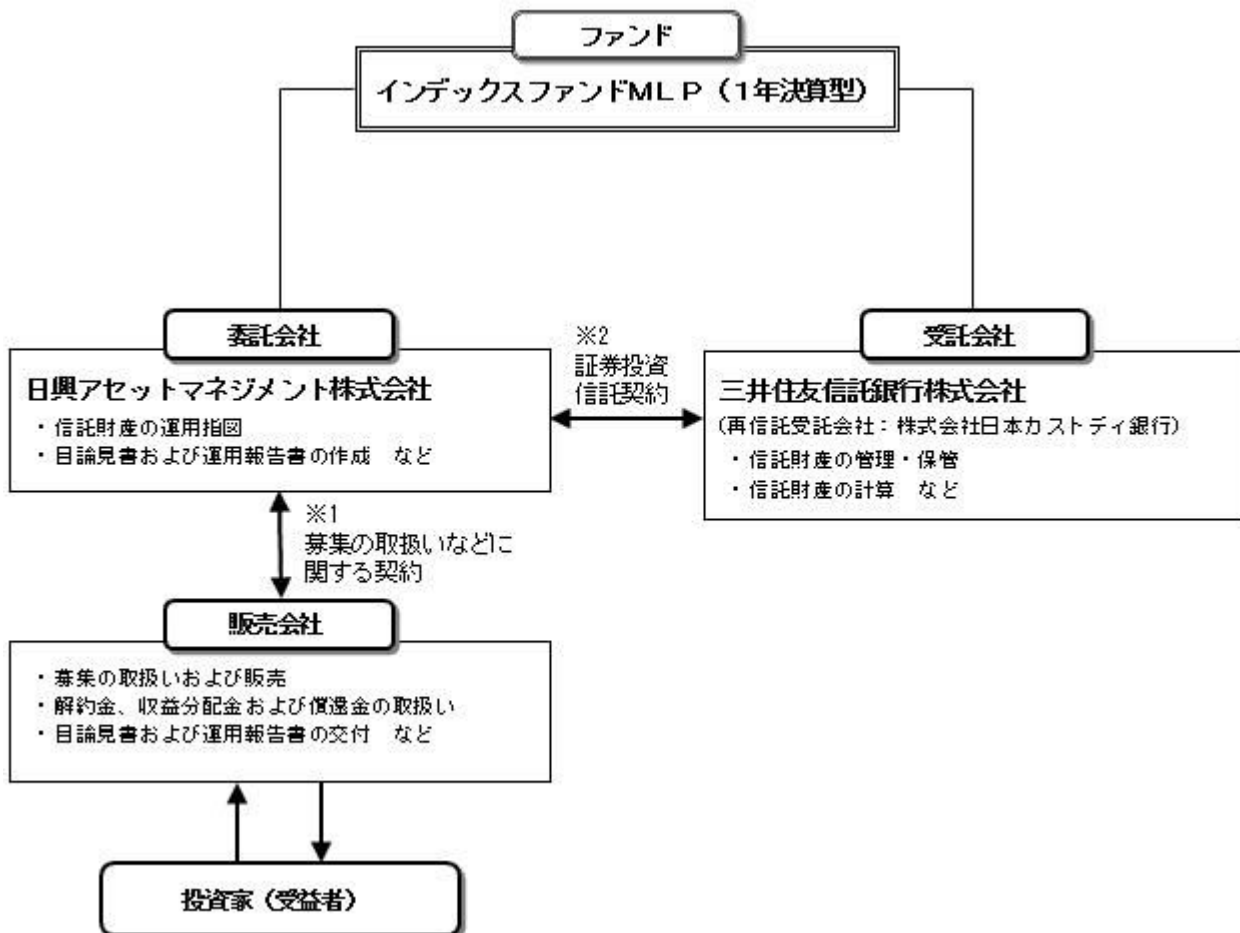 ファンド
インデックスファンドMLP(1年決算型)
委託会社
日興アセットマネジメント株式会社
・信託財産の運用指図
・目論見書および運用報告書の作成 など
※2
証券投資
信託契約
受託会社
三井住友信託銀行株式会社
(再信託受託会社:株式会社日本カストディ銀行)
・信託財産の管理・保管
・信託財産の計算 など
※1
募集の取扱いなどに
関する契約
販売会社
・募集の取扱いおよび販売
・解約金、収益分配金および償還金の取扱い
・目論見書および運用報告書の交付 など
投資家(受益者)